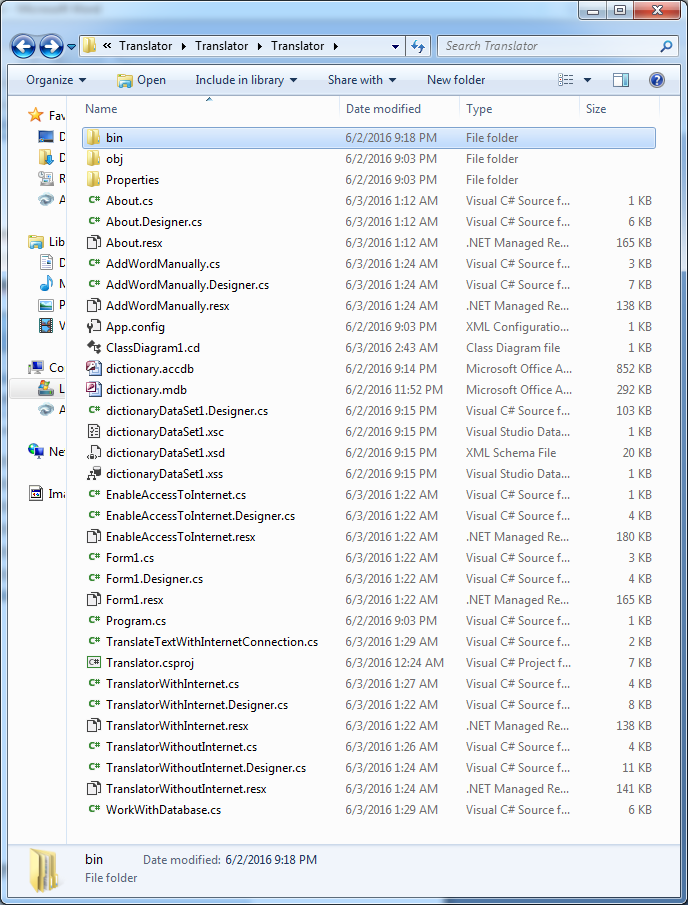 « Translator ▸ Translator ▸ Translator ▸ Search Translator
Organize Open Include in library Share with New folder
Name Date modified Type Size
bin 6/2/2016 9:18 PM File folder
obj 6/2/2016 9:03 PM File folder
Properties 6/2/2016 9:03 PM File folder
About.cs 6/3/2016 1:12 AM Visual C# Source f... 1 KB
About.Designer.cs 6/3/2016 1:12 AM Visual C# Source f... 6 KB
About.resx 6/3/2016 1:12 AM .NET Managed Re... 165 KB
AddWordManually.cs 6/3/2016 1:24 AM Visual C# Source f... 3 KB
AddWordManually.Designer.cs 6/3/2016 1:24 AM Visual C# Source f... 7 KB
AddWordManually.resx 6/3/2016 1:24 AM .NET Managed Re... 138 KB
App.config 6/2/2016 9:03 PM XML Configuratio... 1 KB
ClassDiagram1.cd 6/3/2016 2:43 AM Class Diagram file 1 KB
dictionary.accdb 6/2/2016 9:14 PM Microsoft Office A... 852 KB
dictionary.mdb 6/2/2016 11:52 PM Microsoft Office A... 292 KB
dictionaryDataSet1.Designer.cs 6/2/2016 9:15 PM Visual C# Source f... 103 KB
dictionaryDataSet1.xsc 6/2/2016 9:15 PM Visual Studio Data... 1 KB
dictionaryDataSet1.xsd 6/2/2016 9:15 PM XML Schema File 20 KB
dictionaryDataSet1.xss 6/2/2016 9:15 PM Visual Studio Data... 1 KB
EnableAccessToInternet.cs 6/3/2016 1:22 AM Visual C# Source f... 1 KB
EnableAccessToInternet.Designer.cs 6/3/2016 1:22 AM Visual C# Source f... 4 KB
EnableAccessToInternet.resx 6/3/2016 1:22 AM .NET Managed Re... 180 KB
Form1.cs 6/3/2016 1:22 AM Visual C# Source f... 3 KB
Form1.Designer.cs 6/3/2016 1:22 AM Visual C# Source f... 4 KB
Form1.resx 6/3/2016 1:22 AM .NET Managed Re... 165 KB
Program.cs 6/2/2016 9:03 PM Visual C# Source f... 1 KB
TranslateTextWithInternetConnection.cs 6/3/2016 1:29 AM Visual C# Source f... 2 KB
Translator.csproj 6/3/2016 12:24 AM Visual C# Project f... 7 KB
TranslatorWithInternet.cs 6/3/2016 1:27 AM Visual C# Source f... 4 KB
TranslatorWithInternet.Designer.cs 6/3/2016 1:22 AM Visual C# Source f... 8 KB
TranslatorWithInternet.resx 6/3/2016 1:22 AM .NET Managed Re... 138 KB
TranslatorWithoutInternet.cs 6/3/2016 1:26 AM Visual C# Source f... 4 KB
TranslatorWithoutInternet.Designer.cs 6/3/2016 1:24 AM Visual C# Source f... 11 KB
TranslatorWithoutInternet.resx 6/3/2016 1:24 AM .NET Managed Re... 141 KB
WorkWithDatabase.cs 6/3/2016 1:29 AM Visual C# Source f... 6 KB
bin Date modified: 6/2/2016 9:18 PM
File folder